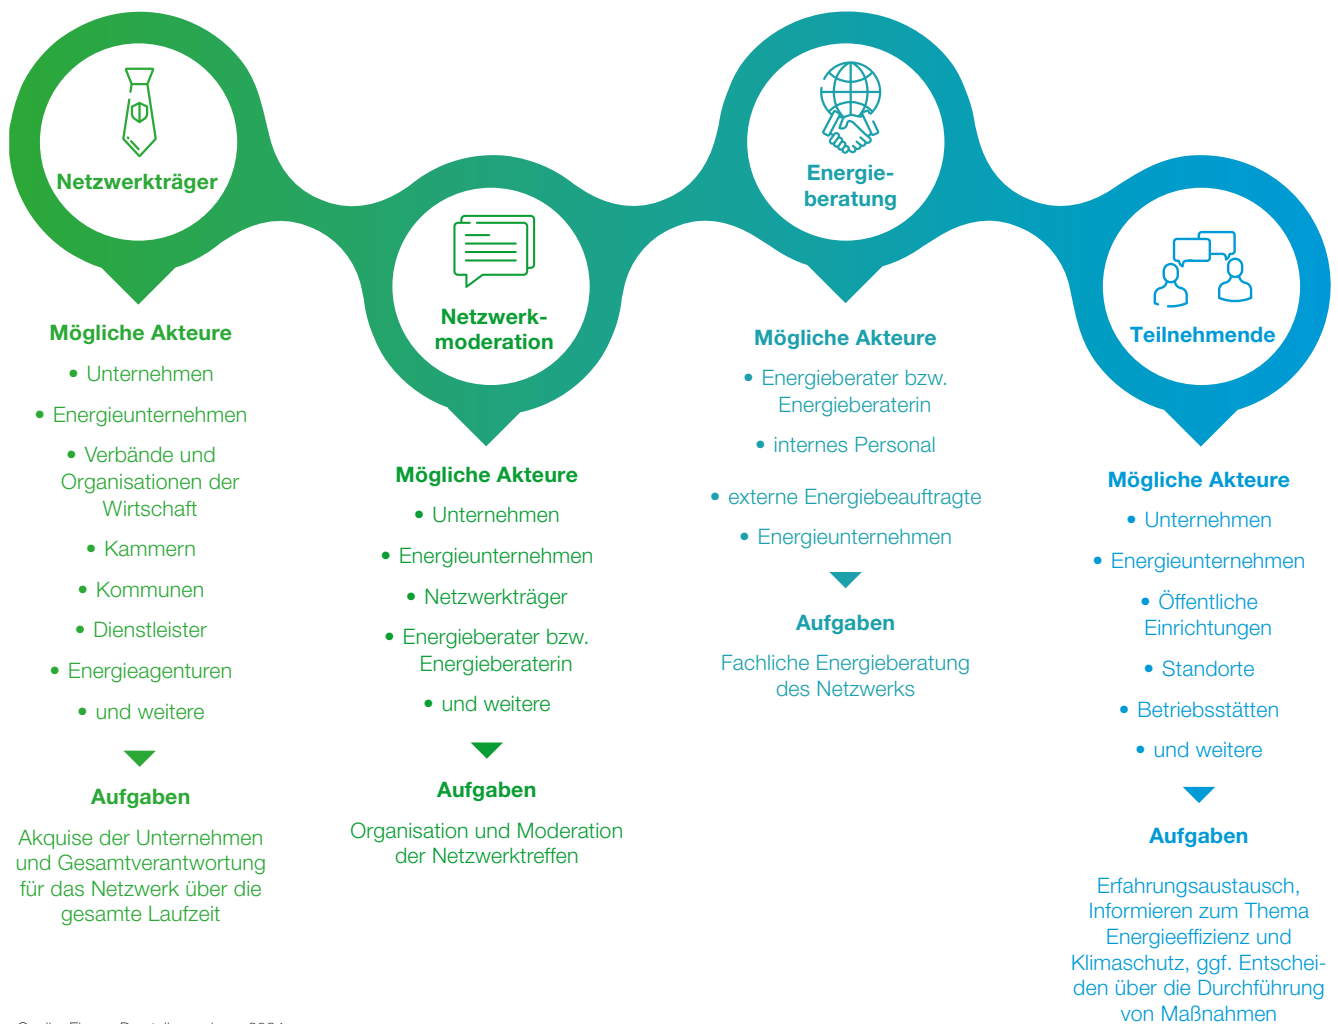 Netzwerkträger
Mögliche Akteure
• Unternehmen
• Energieunternehmen
• Verbände und
Organisationen der
Wirtschaft
• Kammern
• Kommunen
• Dienstleister
• Energieagenturen
• und weitere
Aufgaben
Akquise der Unternehmen
und Gesamtverantwortung
für das Netzwerk über die
gesamte Laufzeit
Netzwerk-
moderation
Mögliche Akteure
• Unternehmen
• Energieunternehmen
• Netzwerkträger
• Energieberater bzw.
Energieberaterin
• und weitere
Aufgaben
Organisation und Moderation
der Netzwerktreffen
Energie-
beratung
Mögliche Akteure
• Energieberater bzw.
Energieberaterin
• internes Personal
• externe Energiebeauftragte
• Energieunternehmen
Aufgaben
Fachliche Energieberatung
des Netzwerks
Teilnehmende
Mögliche Akteure
• Unternehmen
• Energieunternehmen
• Öffentliche
Einrichtungen
• Standorte
• Betriebsstätten
• und weitere
Aufgaben
Erfahrungsaustausch,
Informieren zum Thema
Energieeffizienz und
Klimaschutz, ggf. Entschei-
den über die Durchführung
von Maßnahmen